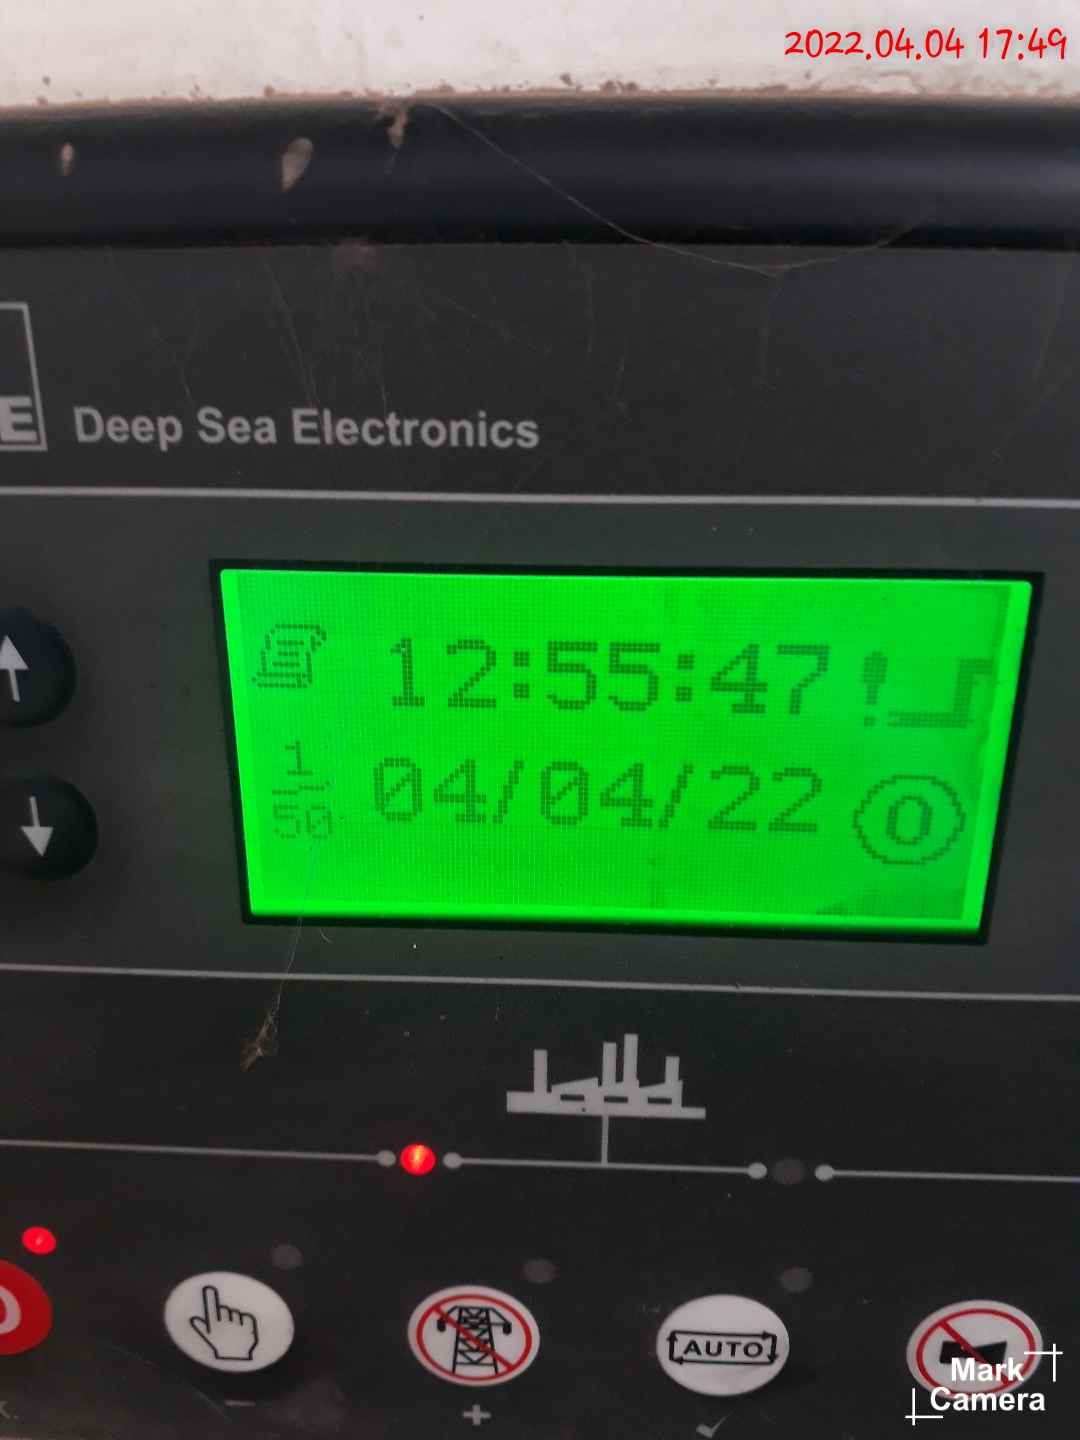 2022.04.04 17:49
E
Deep Sea Electronics
12:55:47
1
50
04/04/22
0
AUTO
Mark
Camera